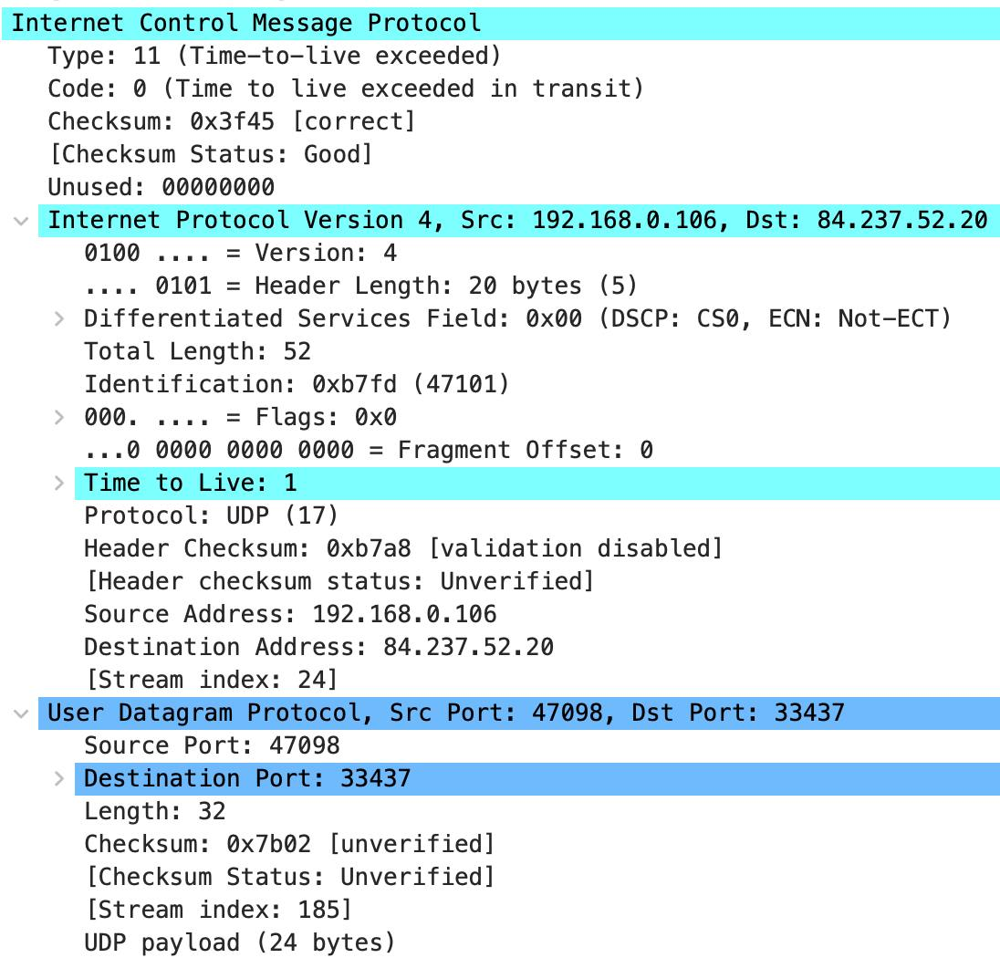 Internet Control Message Protocol
Type: 11 (Time-to-live exceeded)
Code: 0 (Time to live exceeded in transit)
Checksum: 0x3f45 [correct]
[Checksum Status: Good]
Unused: 00000000
Internet Protocol Version 4, Src: 192.168.0.106, Dst: 84.237.52.20
0100 .... = Version: 4
.... 0101 = Header Length: 20 bytes (5)
Differentiated Services Field: 0x00 (DSCP: CS0, ECN: Not-ECT)
Total Length: 52
Identification: 0xb7fd (47101)
000. .... = Flags: 0x0
...0 0000 0000 0000 = Fragment Offset: 0
Time to Live: 1
Protocol: UDP (17)
Header Checksum: 0xb7a8 [validation disabled]
[Header checksum status: Unverified]
Source Address: 192.168.0.106
Destination Address: 84.237.52.20
[Stream index: 24]
User Datagram Protocol, Src Port: 47098, Dst Port: 33437
Source Port: 47098
Destination Port: 33437
Length: 32
Checksum: 0x7b02 [unverified]
[Checksum Status: Unverified]
[Stream index: 185]
UDP payload (24 bytes)